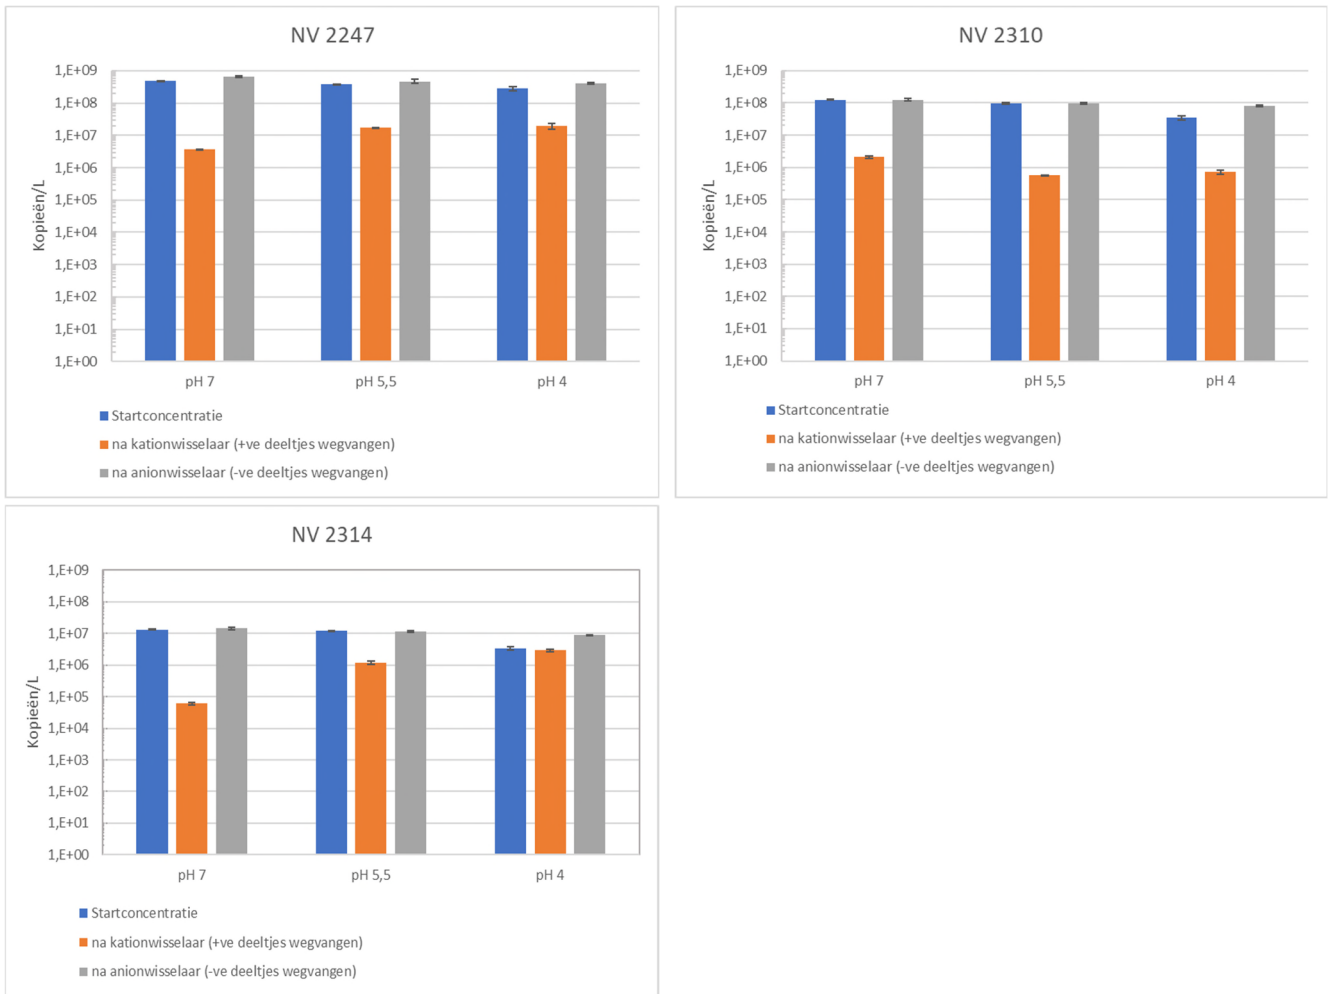 NV 2247
1,E+09
1,E+08
1,E+07
1,E+06
1,E+05
1,E+04
1,E+03
1,E+02
1,E+01
1,E+00
Kopieën/L
pH 7 pH 5,5 pH 4
Startconcentratie
na kationwisselaar (+ve deeltjes wegvangen)
na anionwisselaar (-ve deeltjes wegvangen)
NV 2310
1,E+09
1,E+08
1,E+07
1,E+06
1,E+05
1,E+04
1,E+03
1,E+02
1,E+01
1,E+00
Kopieën/L
pH 7 pH 5,5 pH 4
Startconcentratie
na kationwisselaar (+ve deeltjes wegvangen)
na anionwisselaar (-ve deeltjes wegvangen)
NV 2314
1,E+09
1,E+08
1,E+07
1,E+06
1,E+05
1,E+04
1,E+03
1,E+02
1,E+01
1,E+00
Kopieën/L
pH 7 pH 5,5 pH 4
Startconcentratie
na kationwisselaar (+ve deeltjes wegvangen)
na anionwisselaar (-ve deeltjes wegvangen)